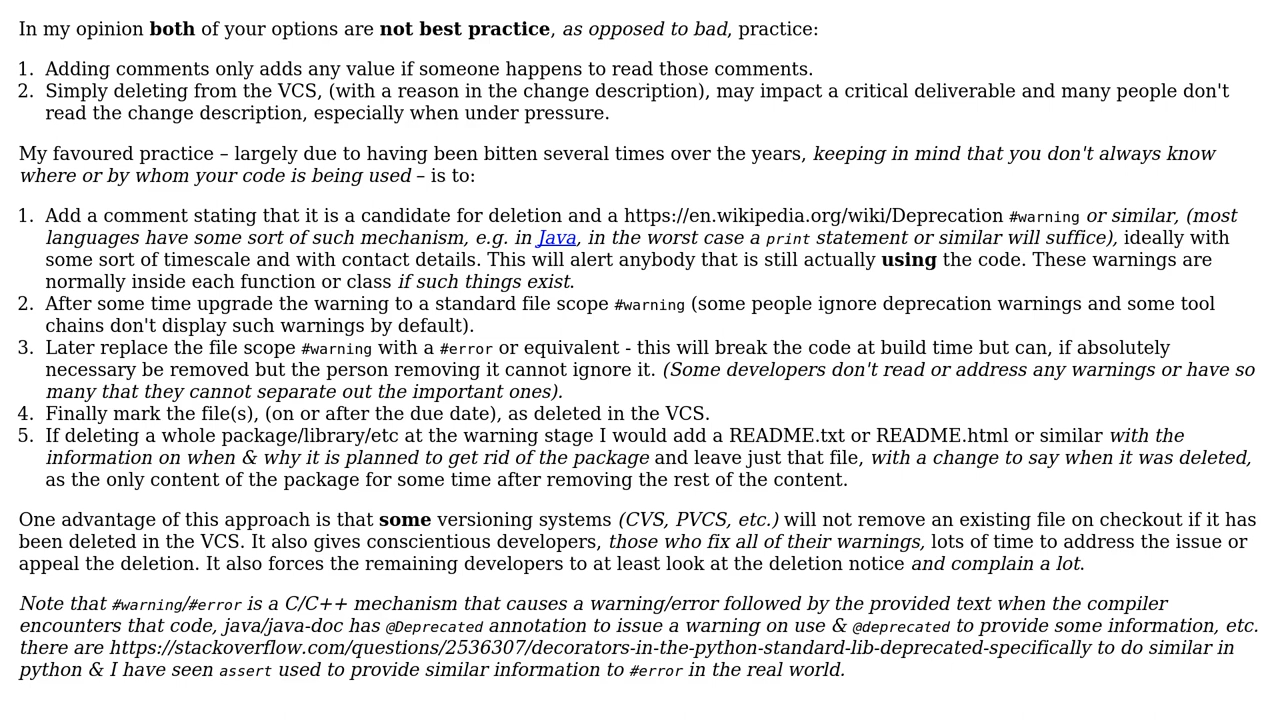 In my opinion both of your options are not best practice, as opposed to bad, practice:
1. Adding comments only adds any value if someone happens to read those comments.
2. Simply deleting from the VCS, (with a reason in the change description), may impact a critical deliverable and many people don't
read the change description, especially when under pressure.
My favoured practice – largely due to having been bitten several times over the years, keeping in mind that you don't always know
where or by whom your code is being used – is to:
1. Add a comment stating that it is a candidate for deletion and a https://en.wikipedia.org/wiki/Deprecation #warning or similar, (most
languages have some sort of such mechanism, e.g. in Java, in the worst case a print statement or similar will suffice), ideally with
some sort of timescale and with contact details. This will alert anybody that is still actually using the code. These warnings are
normally inside each function or class if such things exist.
2. After some time upgrade the warning to a standard file scope #warning (some people ignore deprecation warnings and some tool
chains don't display such warnings by default).
3. Later replace the file scope #warning with a #error or equivalent - this will break the code at build time but can, if absolutely
necessary be removed but the person removing it cannot ignore it. (Some developers don't read or address any warnings or have so
many that they cannot separate out the important ones).
4. Finally mark the file(s), (on or after the due date), as deleted in the VCS.
5. If deleting a whole package/library/etc at the warning stage I would add a README.txt or README.html or similar with the
information on when & why it is planned to get rid of the package and leave just that file, with a change to say when it was deleted,
as the only content of the package for some time after removing the rest of the content.
One advantage of this approach is that some versioning systems (CVS, PVCS, etc.) will not remove an existing file on checkout if it has
been deleted in the VCS. It also gives conscientious developers, those who fix all of their warnings, lots of time to address the issue or
appeal the deletion. It also forces the remaining developers to at least look at the deletion notice and complain a lot.
Note that #warning/#error is a C/C++ mechanism that causes a warning/error followed by the provided text when the compiler
encounters that code, java/java-doc has @Deprecated annotation to issue a warning on use & @deprecated to provide some information, etc.
there are https://stackoverflow.com/questions/2536307/decorators-in-the-python-standard-lib-deprecated-specifically to do similar in
python & I have seen assert used to provide similar information to #error in the real world.